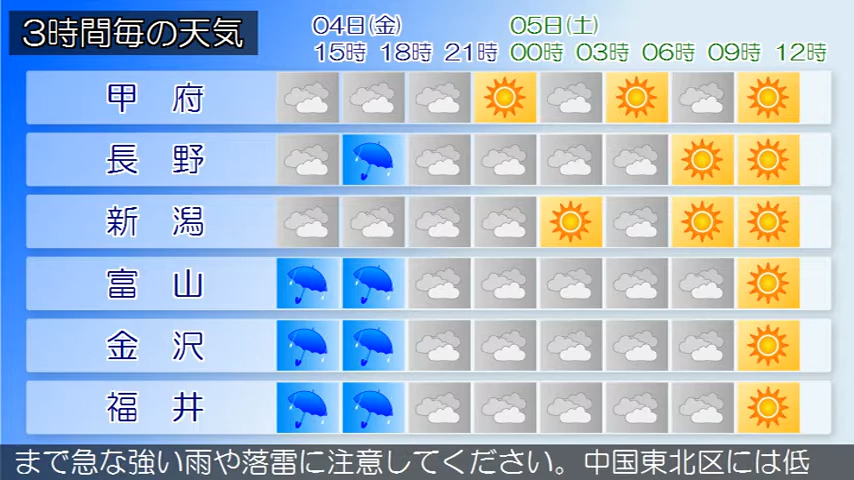 3時間毎の天気
04日(金) 05日(土)
15時 18時 21時 00時 03時 06時 09時 12時
甲府
長野
新潟
富山
金沢
福井
まで急な強い雨や落雷に注意してください。中国東北区には低